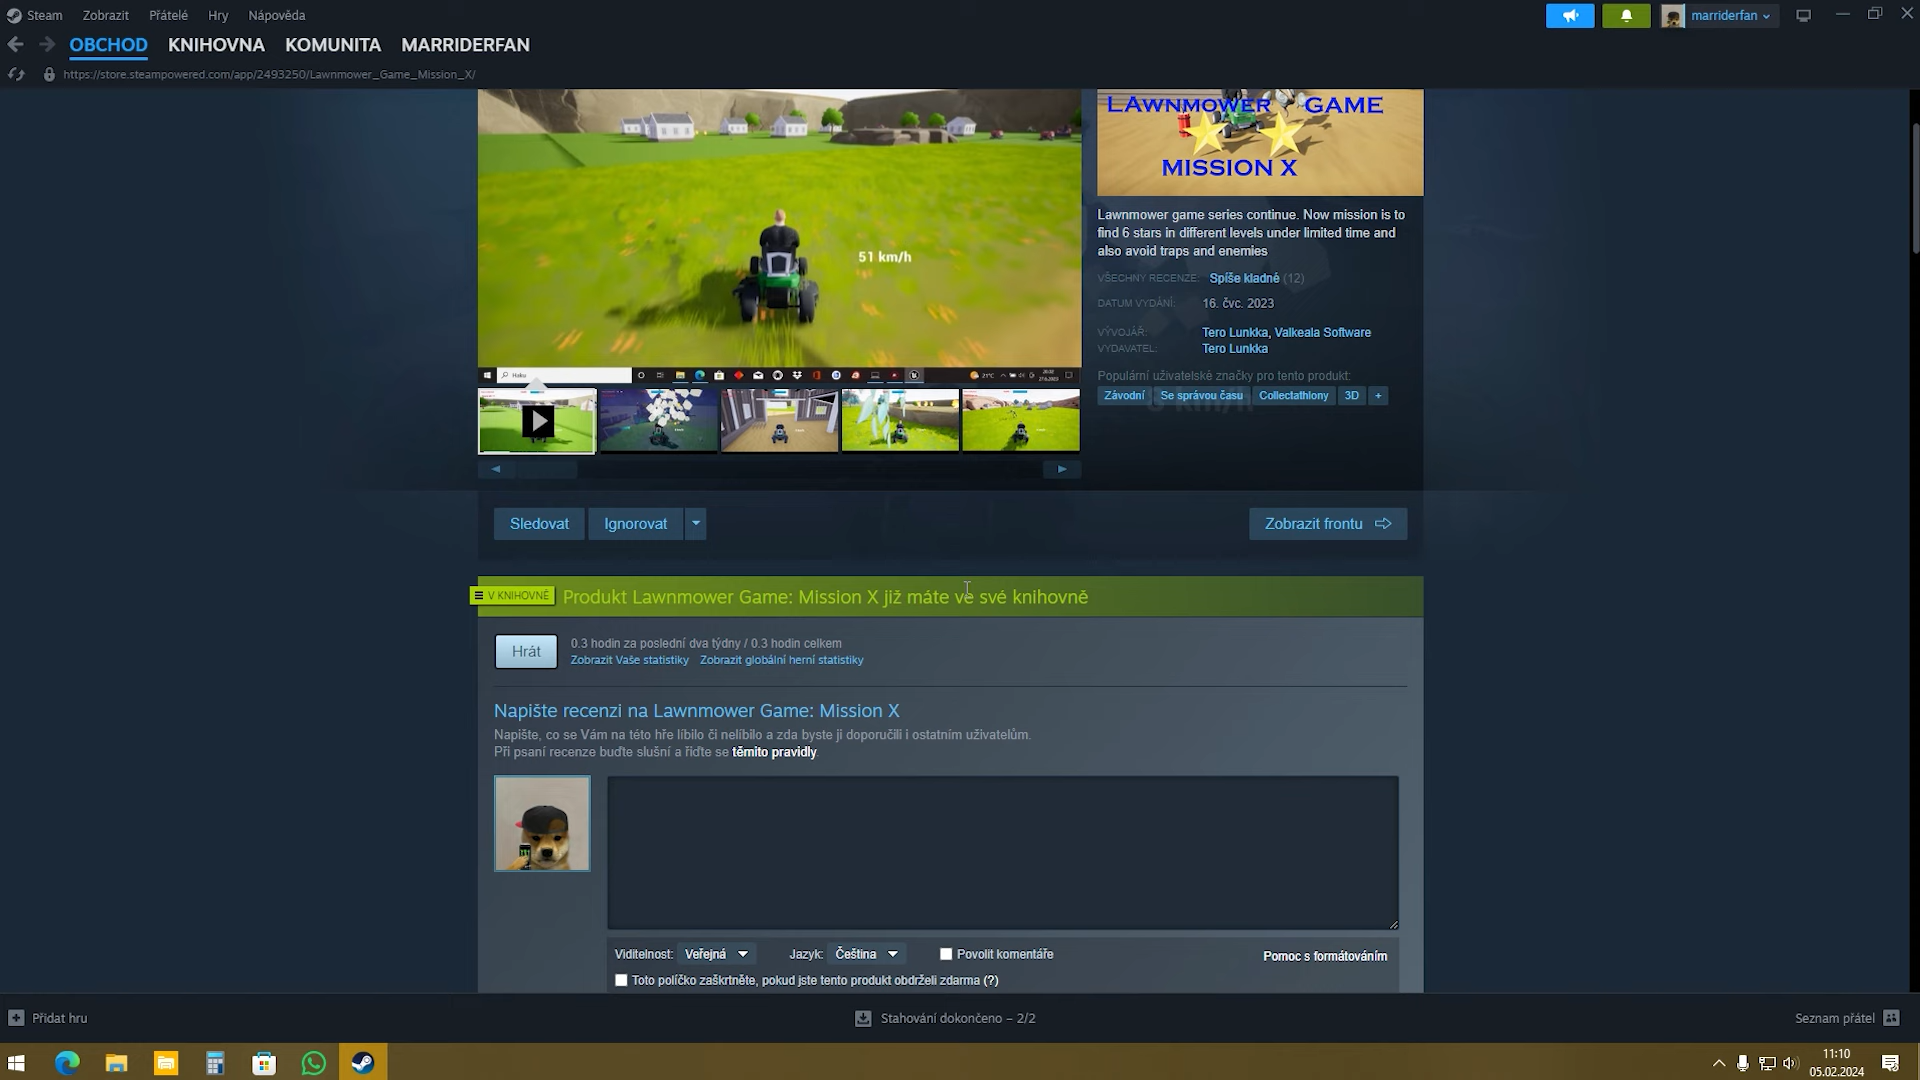 Steam Zobrazit Přátelé Hry Nápověda
marriderfan
OBCHOD KNIHOVNA KOMUNITA MARRIDERFAN
https://store.steampowered.com/app/2493250/Lawnmower_Game_Mission_X/
LAWNMOWER GAME
MISSION X
51 km/h
Lawnmower game series continue. Now mission is to
find 6 stars in different levels under limited time and
also avoid traps and enemies
VŠECHNY RECENZE: Spíše kladné (12)
DATUM VYDÁNÍ: 16. čvc. 2023
VÝVOJÁŘ: Tero Lunkka, Valkeala Software
VYDAVATEL: Tero Lunkka
Populární uživatelské značky pro tento produkt:
Závodní Se správou času Collectathlony 3D +
Haku
21°C
Sledovat Ignorovat Zobrazit frontu
V KNIHOVNĚ Produkt Lawnmower Game: Mission X již máte ve své knihovně
Hrát
0.3 hodin za poslední dva týdny / 0.3 hodin celkem
Zobrazit Vaše statistiky Zobrazit globální herní statistiky
Napište recenzi na Lawnmower Game: Mission X
Napište, co se Vám na této hře líbilo či nelíbilo a zda byste ji doporučili i ostatním uživatelům.
Při psaní recenze buďte slušní a řiďte se těmito pravidly.
Viditelnost: Veřejná Jazyk: Čeština Povolit komentáře Pomoc s formátováním
Toto políčko zaškrtněte, pokud jste tento produkt obdrželi zdarma (?)
Přidat hru Stahování dokončeno – 2/2 Seznam přátel
11:10
05.02.2024